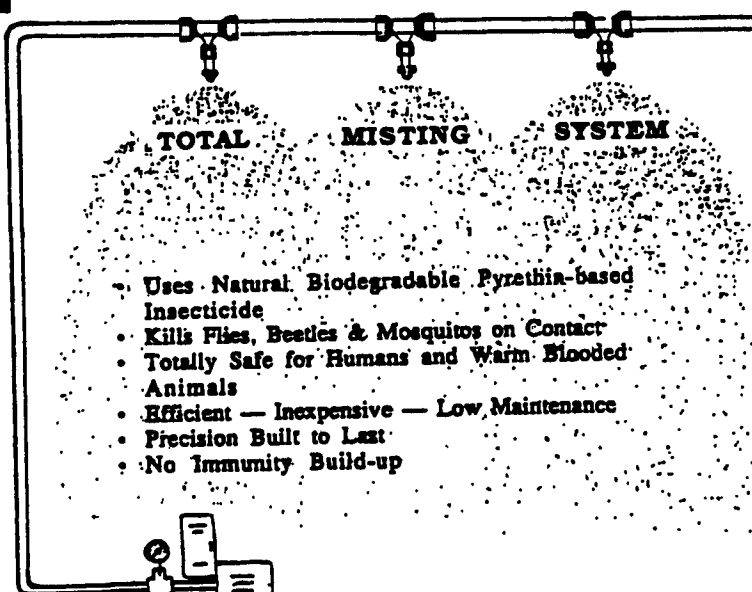 TOTAL MISTING SYSTEM
• Uses Natural Biodegradable Pyrethin-based
Insecticide
• Kills Flies, Beetles & Mosquitos on Contact
• Totally Safe for Humans and Warm Blooded
Animals
• Efficient — Inexpensive — Low Maintenance
• Precision Built to Last
• No Immunity Build-up